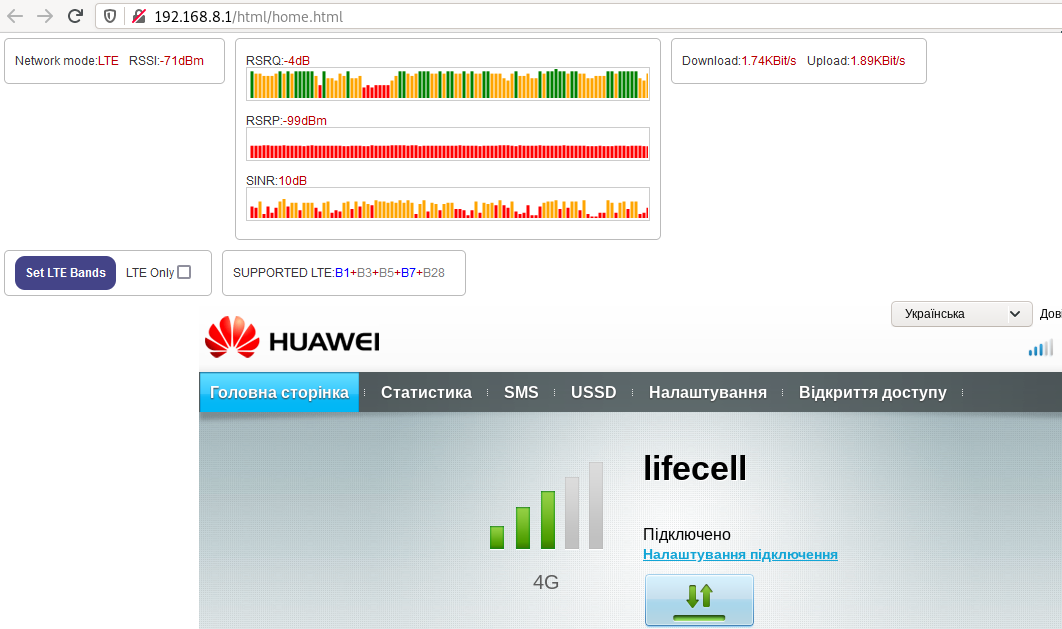 192.168.8.1/html/home.html
Network mode:LTE RSSI:-71dBm
RSRQ:-4dB
RSRP:-99dBm
SINR:10dB
Download:1.74KBit/s Upload:1.89KBit/s
Set LTE Bands
LTE Only
SUPPORTED LTE:B1+B3+B5+B7+B28
Українська
Дові
HUAWEI
Головна сторінка
Статистика
SMS
USSD
Налаштування
Відкриття доступу
lifecell
Підключено
Налаштування підключення
4G